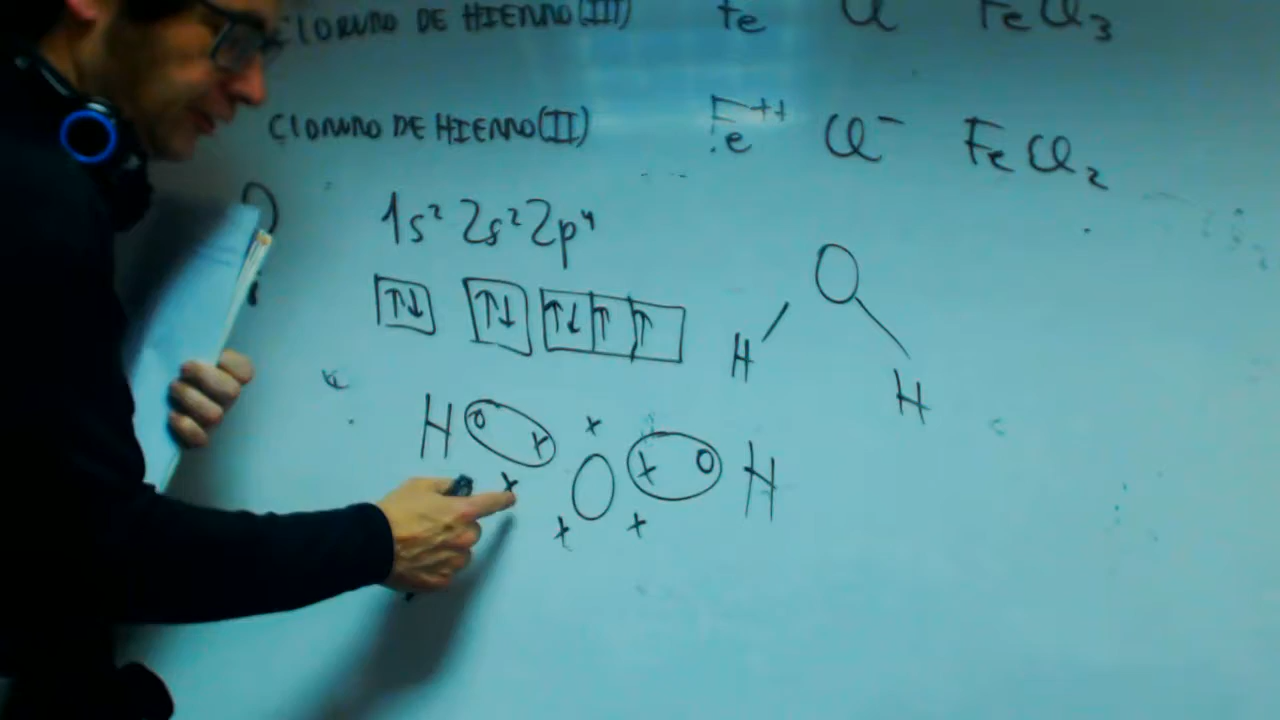 CLORURO DE HIERRO (III) Fe Cl FeCl₃
CLORURO DE HIERRO (II) Fe⁺⁺ Cl⁻ FeCl₂
1s² 2s² 2p⁴
↑↓ ↑↓ ↑↓ ↑ ↑
O
H H
H o x x O x o H
x x x